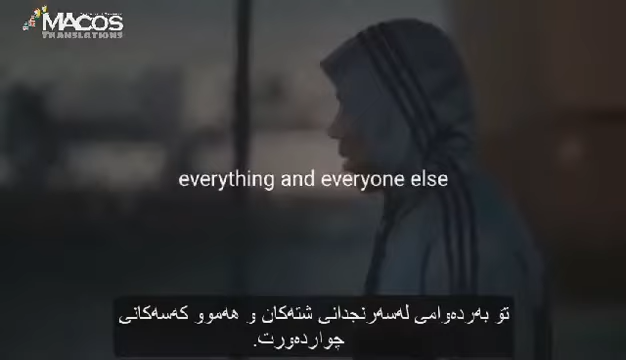 MACOS
TRANSLATIONS
everything and everyone else
تۆ بەردەوامی لەسەرنجدانی شتەکان و هەموو کەسەکانی
چواردەورت.